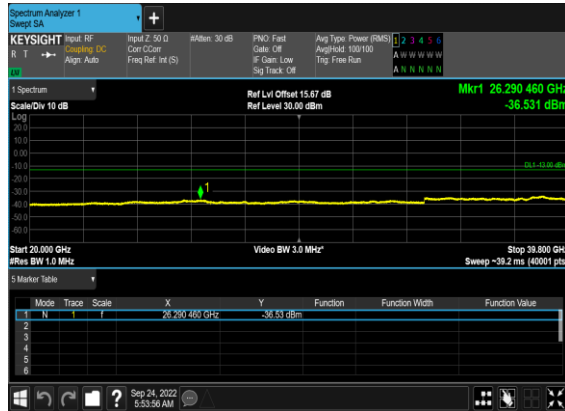 Spectrum Analyzer 1
Swept SA
+
KEYSIGHT Input: RF Input Z: 50 Ω #Atten: 30 dB PNO: Fast Avg Type: Power (RMS) 1 2 3 4 5 6
R T Coupling: DC Corr CCorr Gate: Off Avg|Hold: 100/100 A W W W W W
Align: Auto Freq Ref: Int (S) IF Gain: Low Trig: Free Run
LW Sig Track: Off A N N N N N
1 Spectrum Ref Lvl Offset 15.67 dB Mkr1 26.290 460 GHz
Scale/Div 10 dB Ref Level 30.00 dBm -36.531 dBm
Log
20.0
10.0
0.00
-10.0
DL1 -13.00 dBm
-20.0
-30.0
1
-40.0
-50.0
-60.0
Start 20.000 GHz Video BW 3.0 MHz* Stop 39.800 GHz
#Res BW 1.0 MHz Sweep ~39.2 ms (40001 pts)
5 Marker Table
Mode Trace Scale X Y Function Function Width Function Value
1 N 1 f 26.290 460 GHz -36.53 dBm
2
3
4
5
6
? Sep 24, 2022
5:53:56 AM